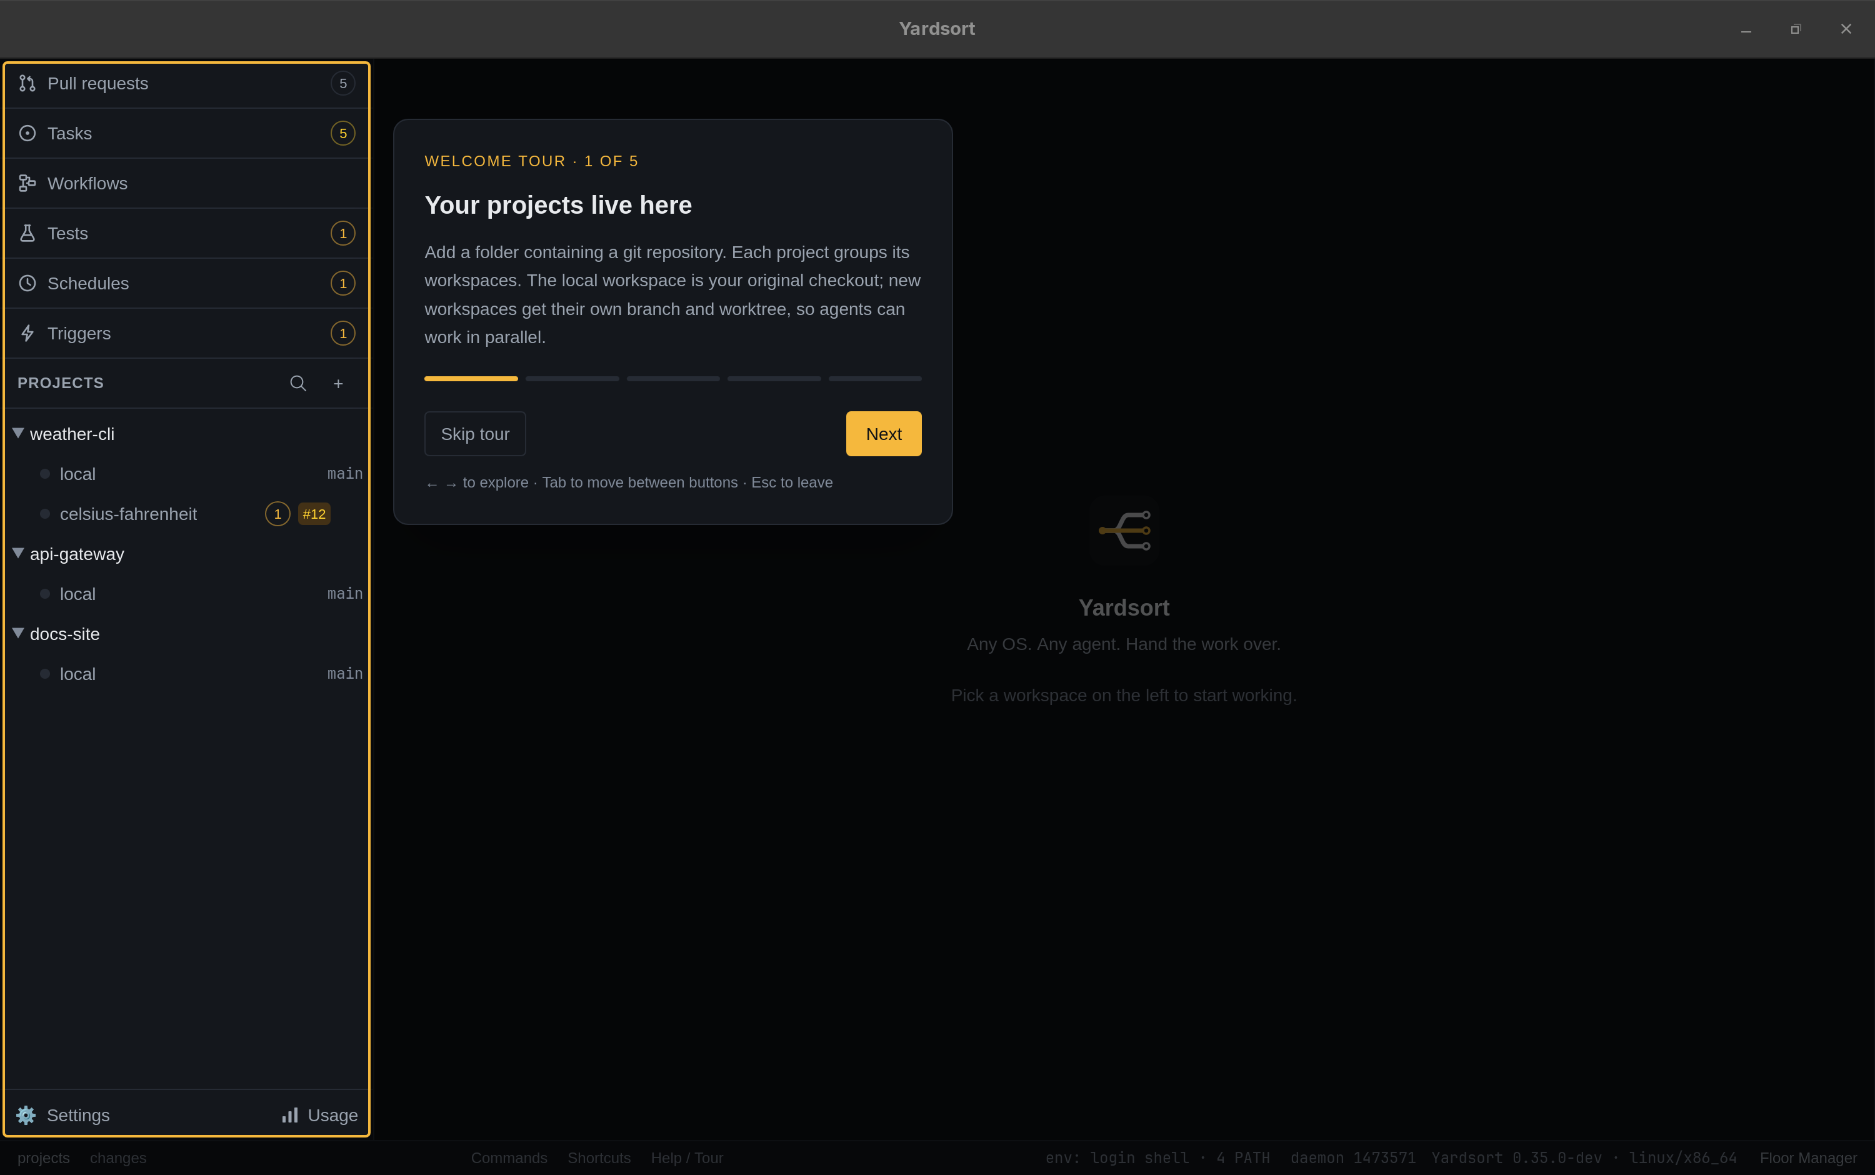 Yardsort
Pull requests 5
Tasks 5
Workflows
Tests 1
Schedules 1
Triggers 1
PROJECTS +
weather-cli
local main
celsius-fahrenheit 1 #12
api-gateway
local main
docs-site
local main
Settings Usage
WELCOME TOUR · 1 OF 5
Your projects live here
Add a folder containing a git repository. Each project groups its
workspaces. The local workspace is your original checkout; new
workspaces get their own branch and worktree, so agents can
work in parallel.
Skip tour Next
← → to explore · Tab to move between buttons · Esc to leave
Yardsort
Any OS. Any agent. Hand the work over.
Pick a workspace on the left to start working.
projects changes Commands Shortcuts Help / Tour env: login shell · 4 PATH daemon 1473571 Yardsort 0.35.0-dev · linux/x86_64 Floor Manager